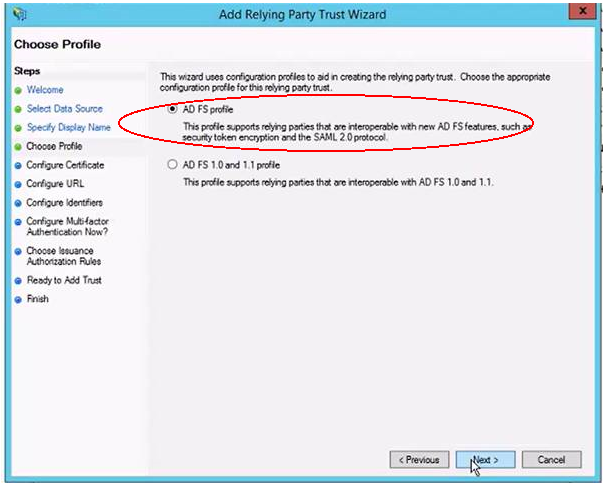 Add Relying Party Trust Wizard
Choose Profile
Steps
Welcome
Select Data Source
Specify Display Name
Choose Profile
Configure Certificate
Configure URL
Configure Identifiers
Configure Multi-factor
Authentication Now?
Choose Issuance
Authorization Rules
Ready to Add Trust
Finish
This wizard uses configuration profiles to aid in creating the relying party trust. Choose the appropriate
configuration profile for this relying party trust.
AD FS profile
This profile supports relying parties that are interoperable with new AD FS features, such as
security token encryption and the SAML 2.0 protocol.
AD FS 1.0 and 1.1 profile
This profile supports relying parties that are interoperable with AD FS 1.0 and 1.1.
< Previous
Next >
Cancel